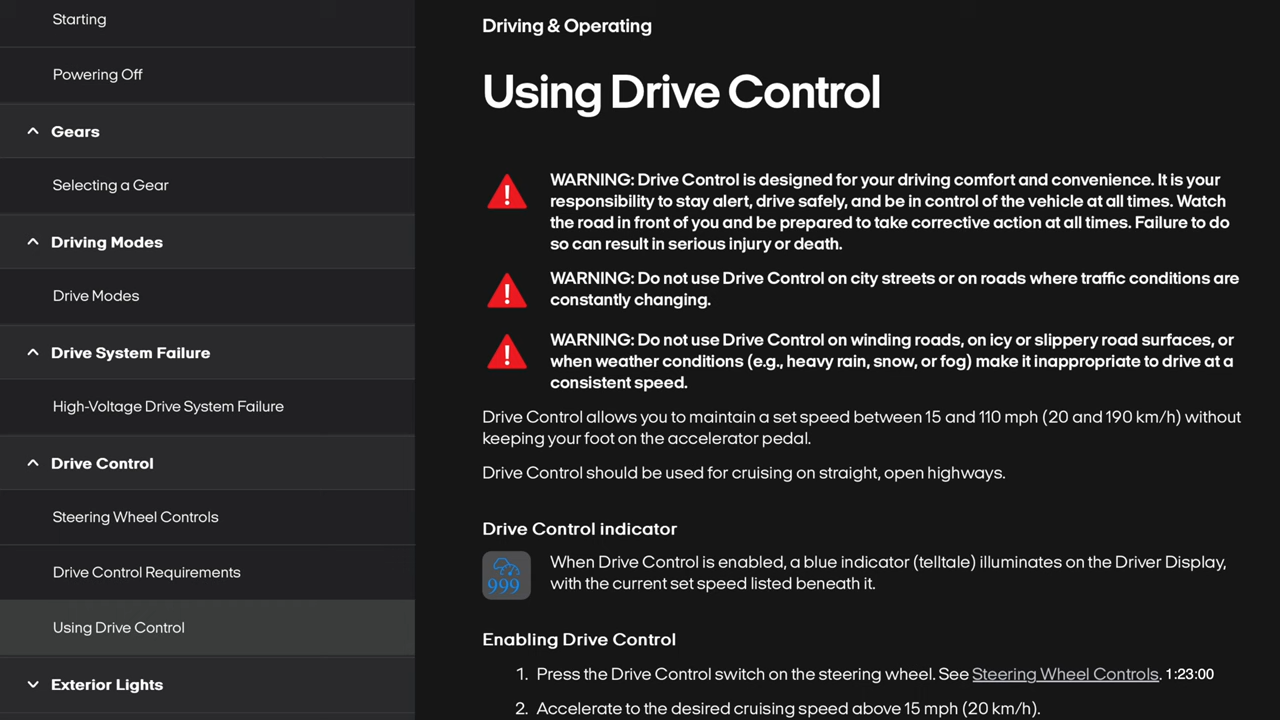 Starting
Powering Off
Gears
Selecting a Gear
Driving Modes
Drive Modes
Drive System Failure
High-Voltage Drive System Failure
Drive Control
Steering Wheel Controls
Drive Control Requirements
Using Drive Control
Exterior Lights
Driving & Operating
Using Drive Control
WARNING: Drive Control is designed for your driving comfort and convenience. It is your
responsibility to stay alert, drive safely, and be in control of the vehicle at all times. Watch
the road in front of you and be prepared to take corrective action at all times. Failure to do
so can result in serious injury or death.
WARNING: Do not use Drive Control on city streets or on roads where traffic conditions are
constantly changing.
WARNING: Do not use Drive Control on winding roads, on icy or slippery road surfaces, or
when weather conditions (e.g., heavy rain, snow, or fog) make it inappropriate to drive at a
consistent speed.
Drive Control allows you to maintain a set speed between 15 and 110 mph (20 and 190 km/h) without
keeping your foot on the accelerator pedal.
Drive Control should be used for cruising on straight, open highways.
Drive Control indicator
999
When Drive Control is enabled, a blue indicator (telltale) illuminates on the Driver Display,
with the current set speed listed beneath it.
Enabling Drive Control
1. Press the Drive Control switch on the steering wheel. See Steering Wheel Controls. 1:23:00
2. Accelerate to the desired cruising speed above 15 mph (20 km/h).